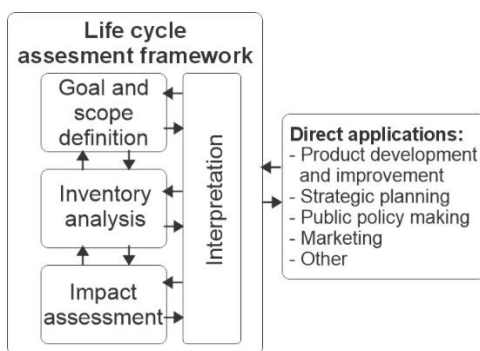 Life cycle
assesment framework
Goal and
scope
definition
Inventory
analysis
Impact
assessment
Interpretation
Direct applications:
- Product development
and improvement
- Strategic planning
- Public policy making
- Marketing
- Other